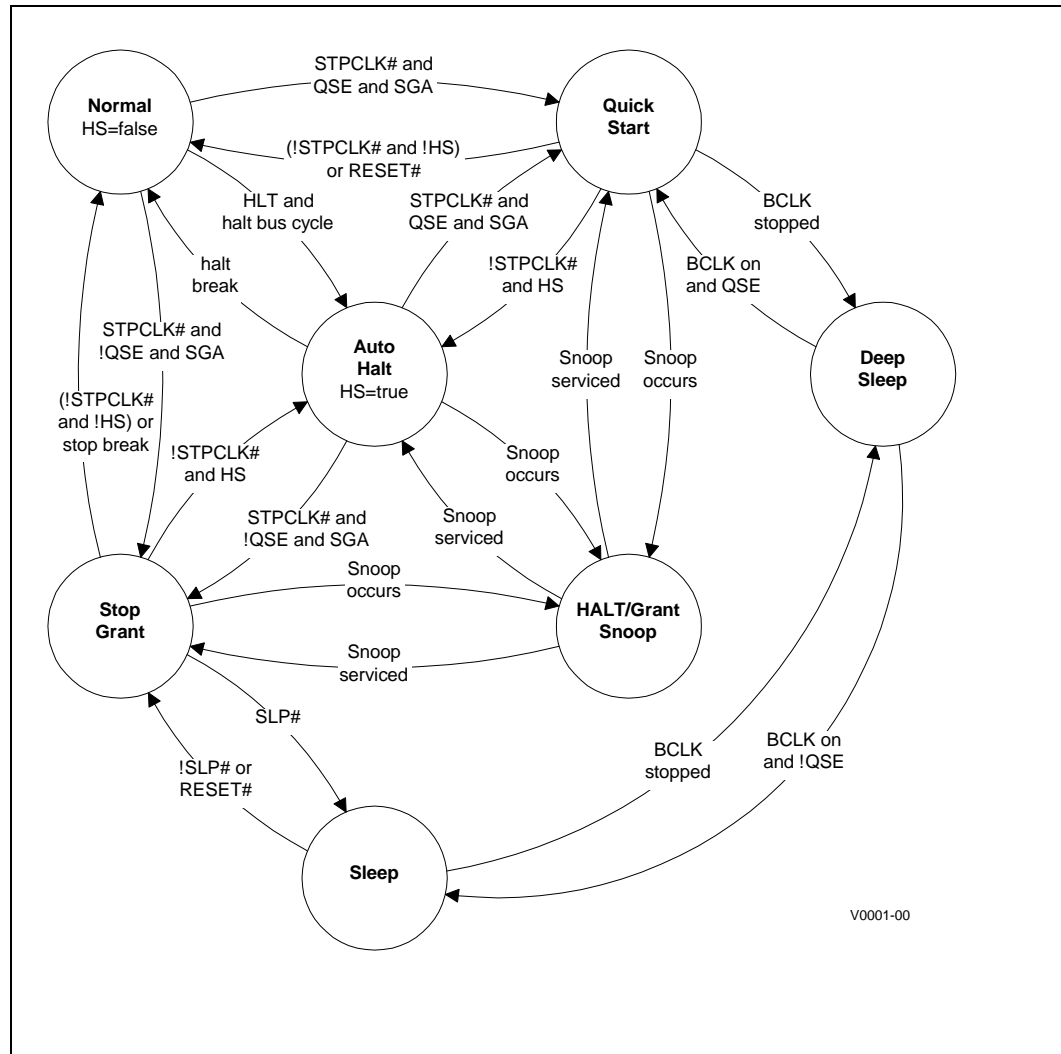 STPCLK# and
QSE and SGA
Normal
HS=false
Quick
Start
(!STPCLK# and !HS)
or RESET#
HLT and
halt bus cycle
STPCLK# and
QSE and SGA
BCLK
stopped
halt
break
!STPCLK#
and HS
BCLK on
and QSE
STPCLK# and
!QSE and SGA
Auto
Halt
HS=true
Snoop
serviced
Snoop
occurs
Deep
Sleep
(!STPCLK#
and !HS) or
stop break
!STPCLK#
and HS
Snoop
occurs
STPCLK# and
!QSE and SGA
Snoop
serviced
Stop
Grant
Snoop
occurs
HALT/Grant
Snoop
Snoop
serviced
SLP#
!SLP# or
RESET#
BCLK
stopped
BCLK on
and !QSE
Sleep
V0001-00